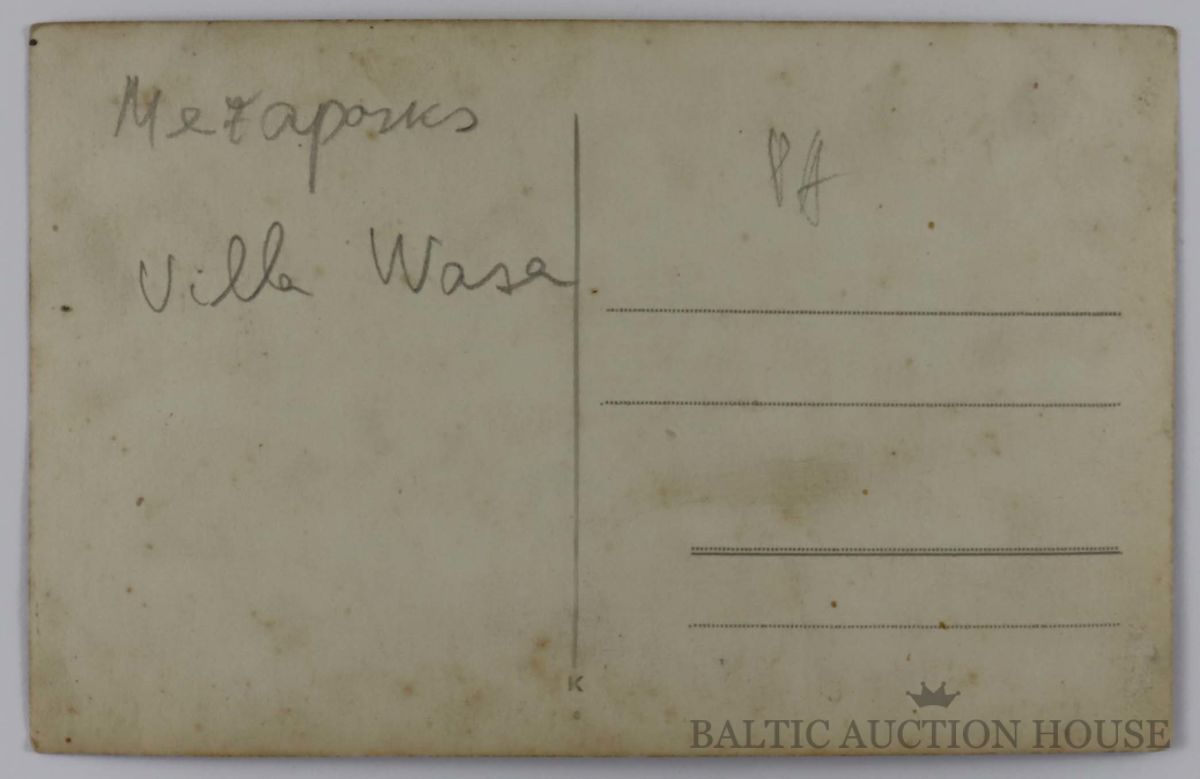 Mežaparks
Villa Wasa
K
BALTIC AUCTION HOUSE